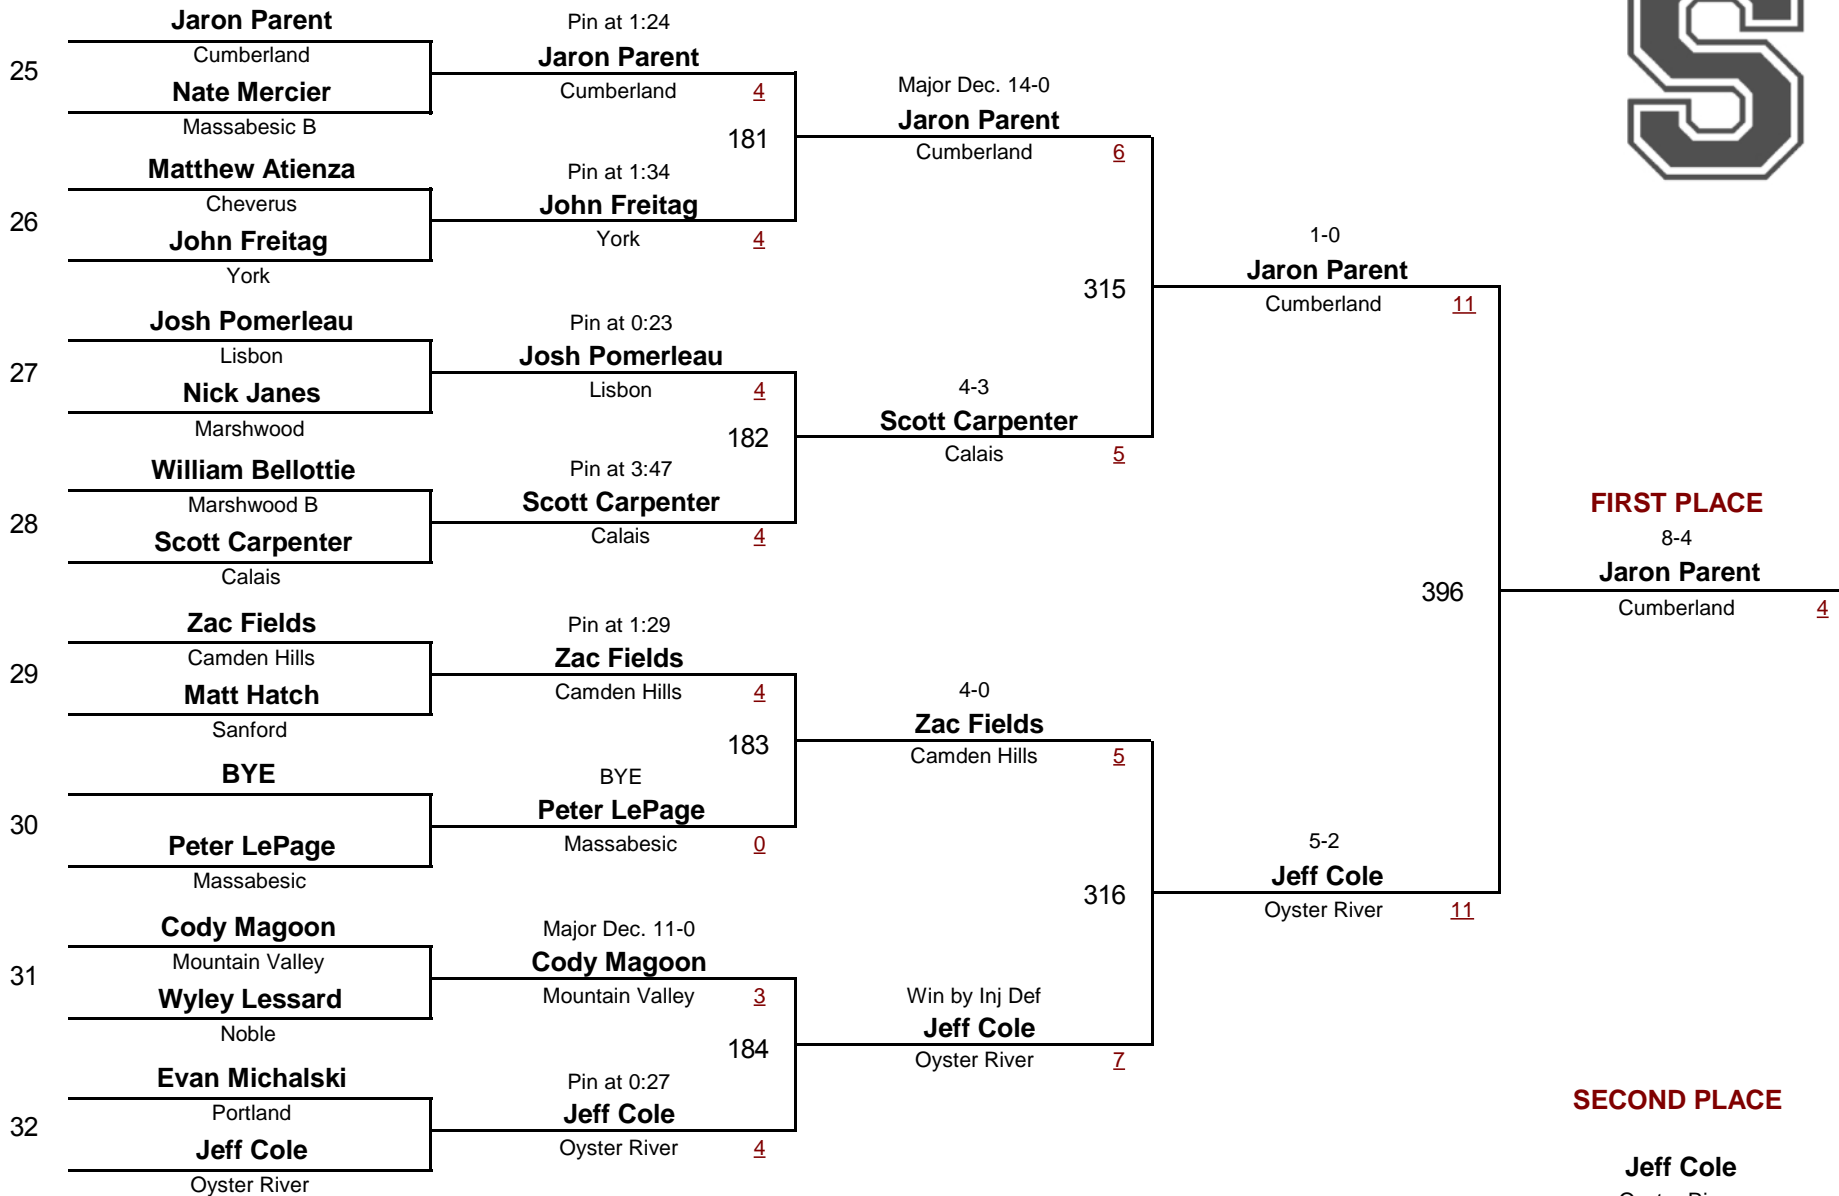 Jaron Parent
Cumberland
25
Nate Mercier
Massabesic B
Matthew Atienza
Cheverus
26
John Freitag
York
Josh Pomerleau
Lisbon
27
Nick Janes
Marshwood
William Bellottie
Marshwood B
28
Scott Carpenter
Calais
Zac Fields
Camden Hills
29
Matt Hatch
Sanford
BYE
30
Peter LePage
Massabesic
Cody Magoon
Mountain Valley
31
Wyley Lessard
Noble
Evan Michalski
Portland
32
Jeff Cole
Oyster River
Pin at 1:24
Jaron Parent
Cumberland 4
181
Pin at 1:34
John Freitag
York 4
Pin at 0:23
Josh Pomerleau
Lisbon 4
182
Pin at 3:47
Scott Carpenter
Calais 4
Pin at 1:29
Zac Fields
Camden Hills 4
183
BYE
Peter LePage
Massabesic 0
Major Dec. 11-0
Cody Magoon
Mountain Valley 3
184
Pin at 0:27
Jeff Cole
Oyster River 4
Major Dec. 14-0
Jaron Parent
Cumberland 6
315
4-3
Scott Carpenter
Calais 5
4-0
Zac Fields
Camden Hills 5
316
Win by Inj Def
Jeff Cole
Oyster River 7
1-0
Jaron Parent
Cumberland 11
396
5-2
Jeff Cole
Oyster River 11
S
FIRST PLACE
8-4
Jaron Parent
Cumberland 4
SECOND PLACE
Jeff Cole